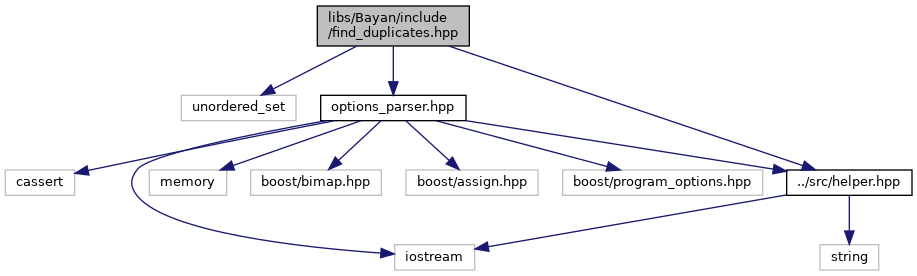 libs/Bayan/include
/find_duplicates.hpp
unordered_set
options_parser.hpp
cassert
memory
boost/bimap.hpp
boost/assign.hpp
boost/program_options.hpp
../src/helper.hpp
iostream
string